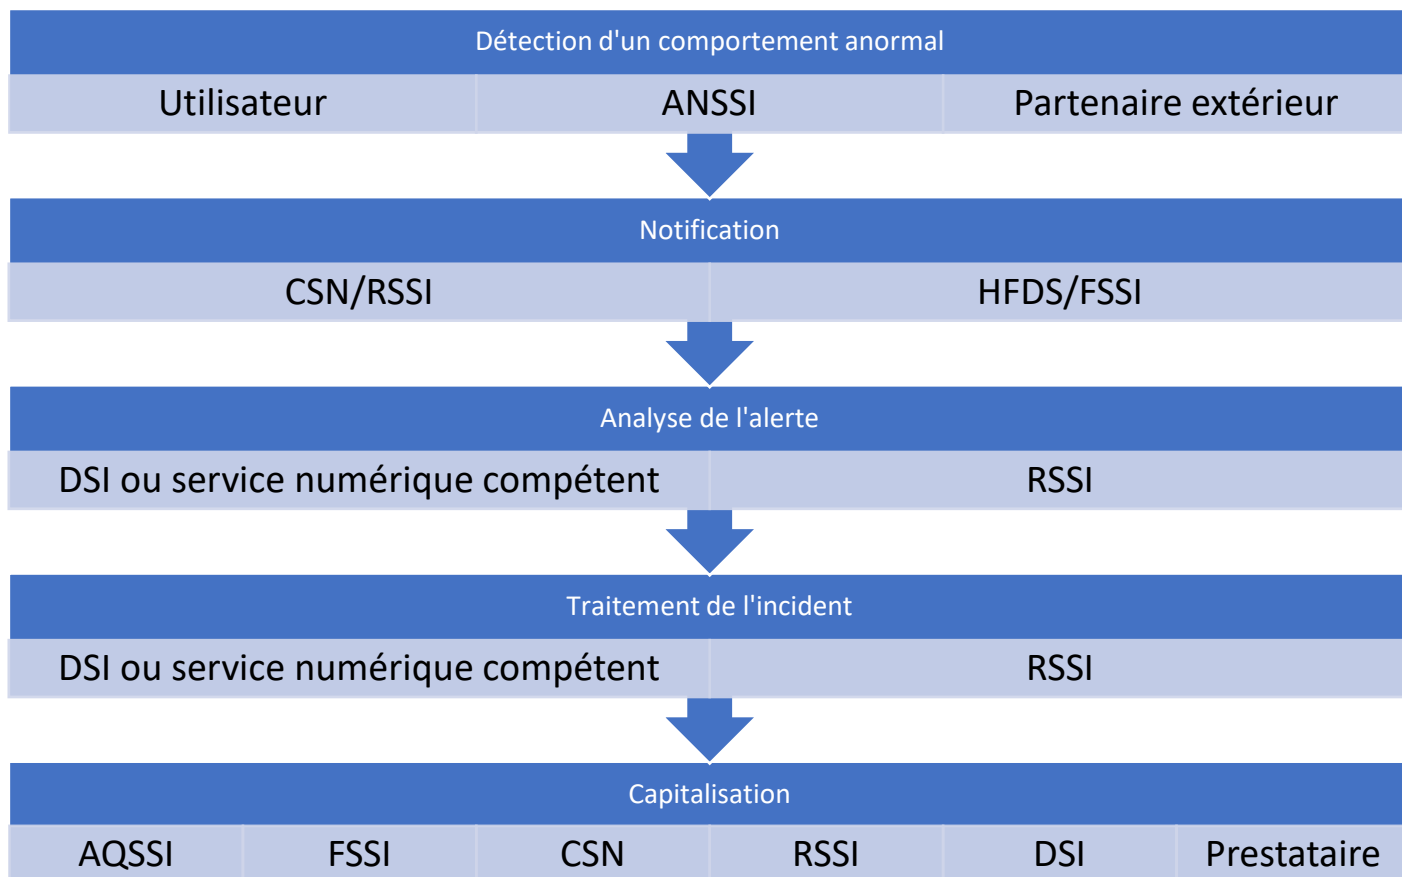 Détection d'un comportement anormal
Utilisateur ANSSI Partenaire extérieur
Notification
CSN/RSSI HFDS/FSSI
Analyse de l'alerte
DSI ou service numérique compétent RSSI
Traitement de l'incident
DSI ou service numérique compétent RSSI
Capitalisation
AQSSI FSSI CSN RSSI DSI Prestataire